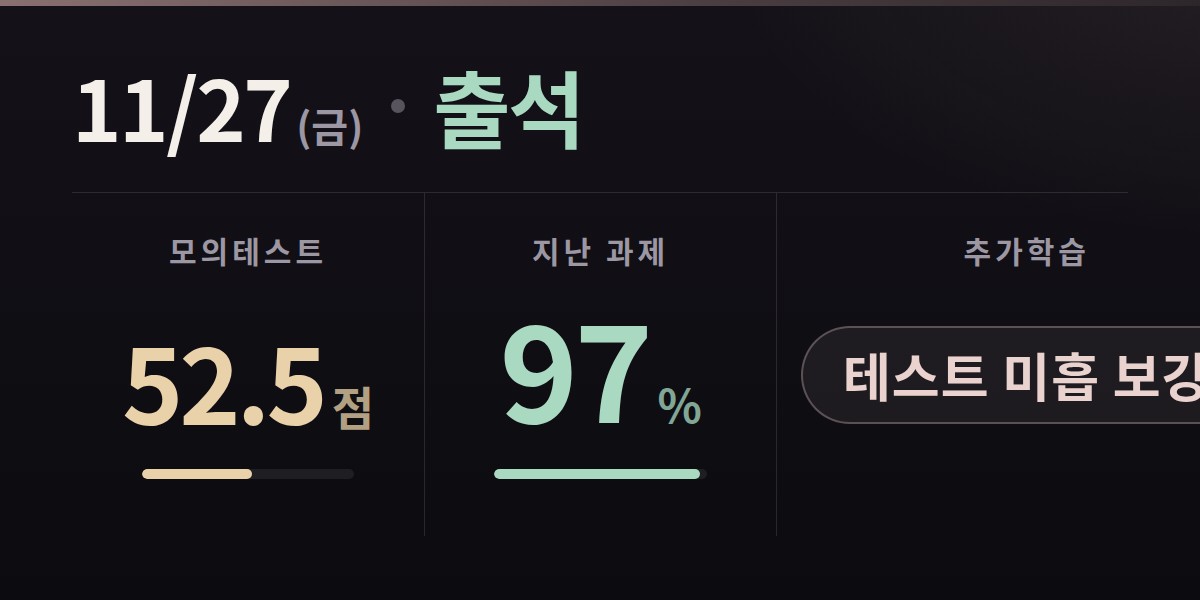 11/27(금) • 출석
모의테스트
지난 과제
추가학습
52.5점
97%
테스트 미흡 보강